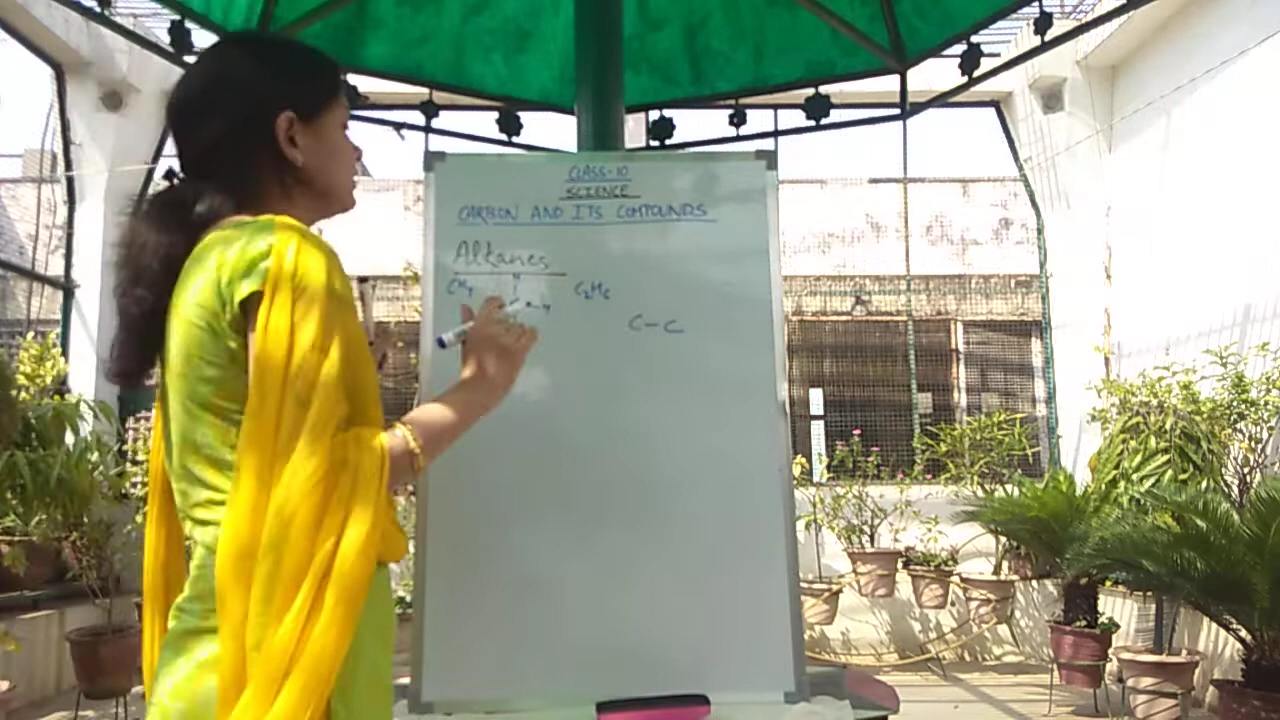 CLASS-10
SCIENCE
CARBON AND ITS COMPOUNDS
Alkanes
CH4 H C2H6
C-C